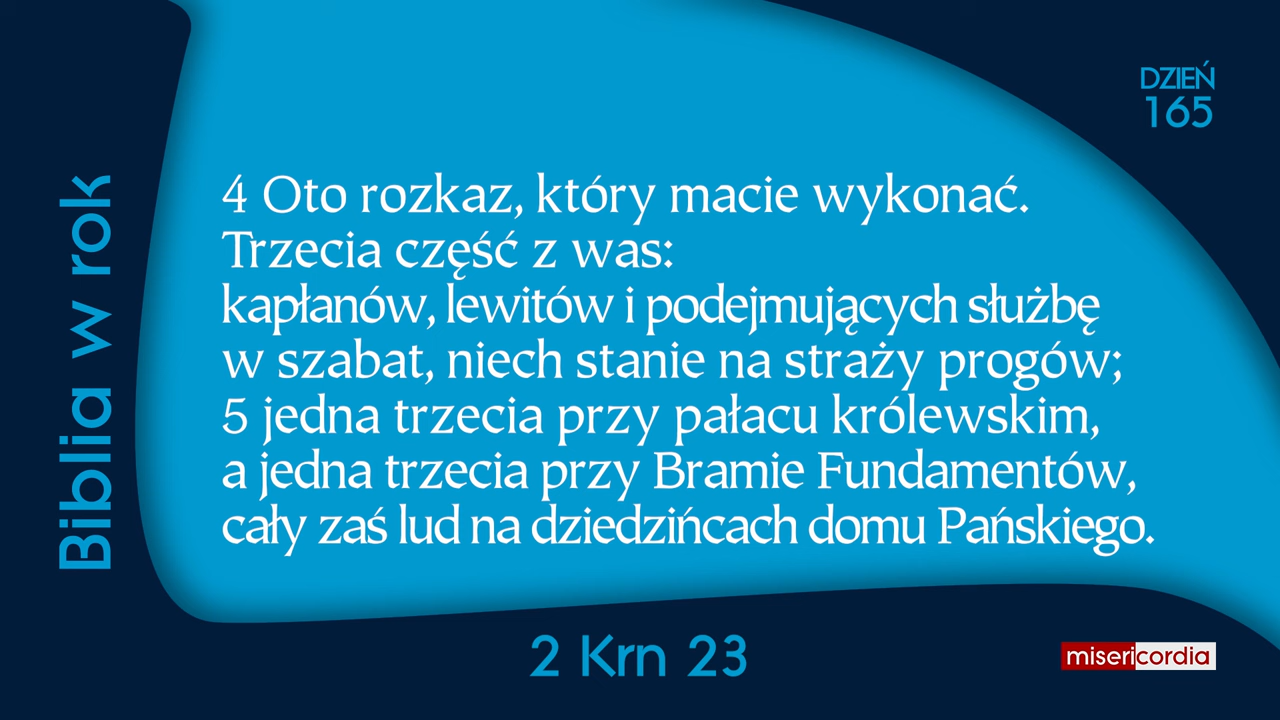 DZIEŃ
165
Biblia w rok
4 Oto rozkaz, który macie wykonać.
Trzecia część z was:
kapłanów, lewitów i podejmujących służbę
w szabat, niech stanie na straży progów;
5 jedna trzecia przy pałacu królewskim,
a jedna trzecia przy Bramie Fundamentów,
cały zaś lud na dziedzińcach domu Pańskiego.
2 Krn 23
misericordia